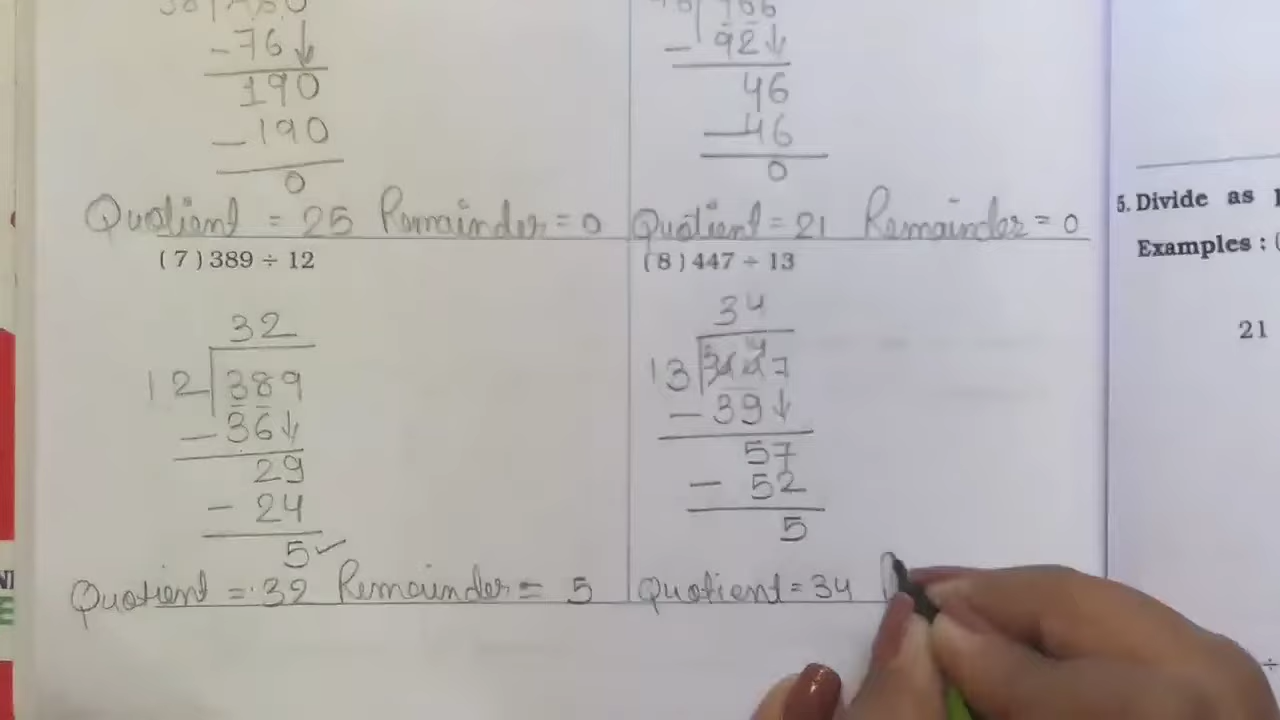 - 76↓
190
- 190
0
Quotient = 25 Remainder = 0
- 92↓
46
- 46
0
Quotient = 21 Remainder = 0
(7) 389 ÷ 12
32
12 389
- 36↓
29
- 24
5 ✓
Quotient = 32 Remainder = 5
(8) 447 ÷ 13
34
13 447
- 39↓
57
- 52
5
Quotient = 34
5. Divide as
Examples : (
21
÷